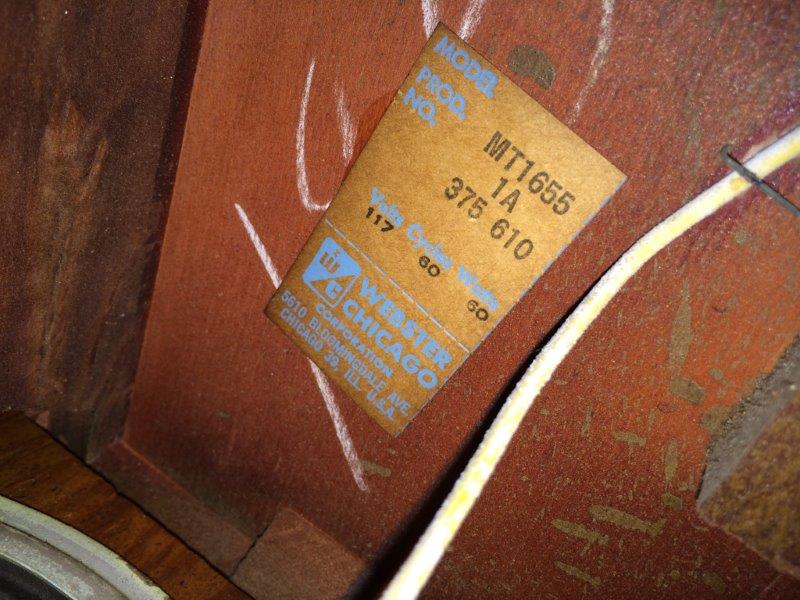 MODEL MT1655
PROD. 1A
NO. 375 610
Volts Cycles Watts
117 60 60
W C
WEBSTER
CHICAGO
CORPORATION
5610 BLOOMINGDALE AVE.
CHICAGO 39, ILL. U.S.A.